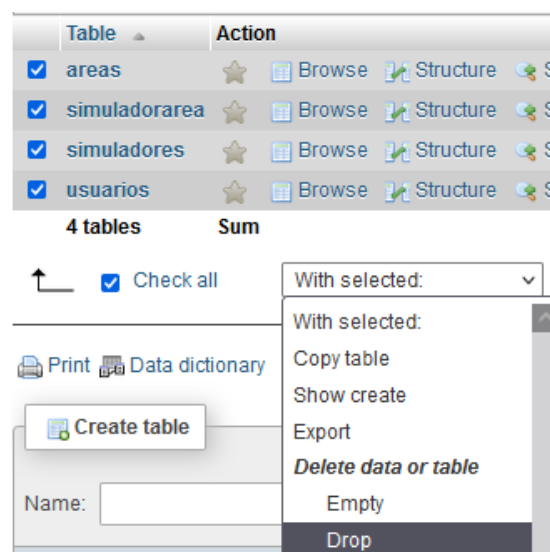 Table Action
areas Browse Structure S
simuladorarea Browse Structure S
simuladores Browse Structure S
usuarios Browse Structure S
4 tables Sum
Check all With selected:
With selected:
Copy table
Show create
Export
Delete data or table
Empty
Drop
Print Data dictionary
Create table
Name: